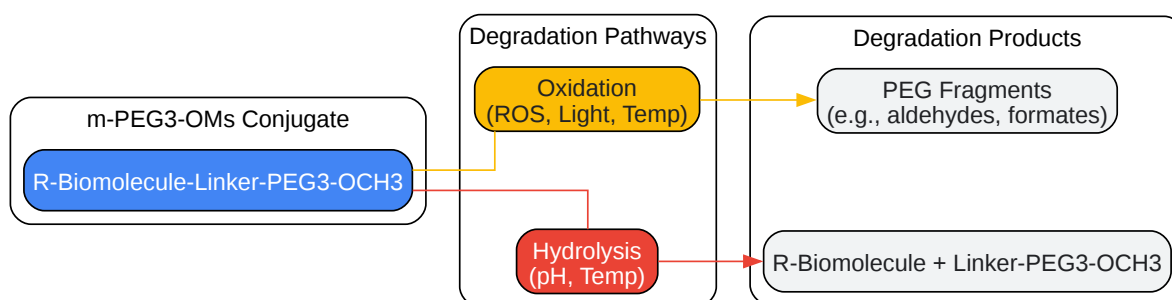 m-PEG3-OMs Conjugate
R-Biomolecule-Linker-PEG3-OCH3
Degradation Pathways
Oxidation
(ROS, Light, Temp)
Hydrolysis
(pH, Temp)
Degradation Products
PEG Fragments
(e.g., aldehydes, formates)
R-Biomolecule + Linker-PEG3-OCH3